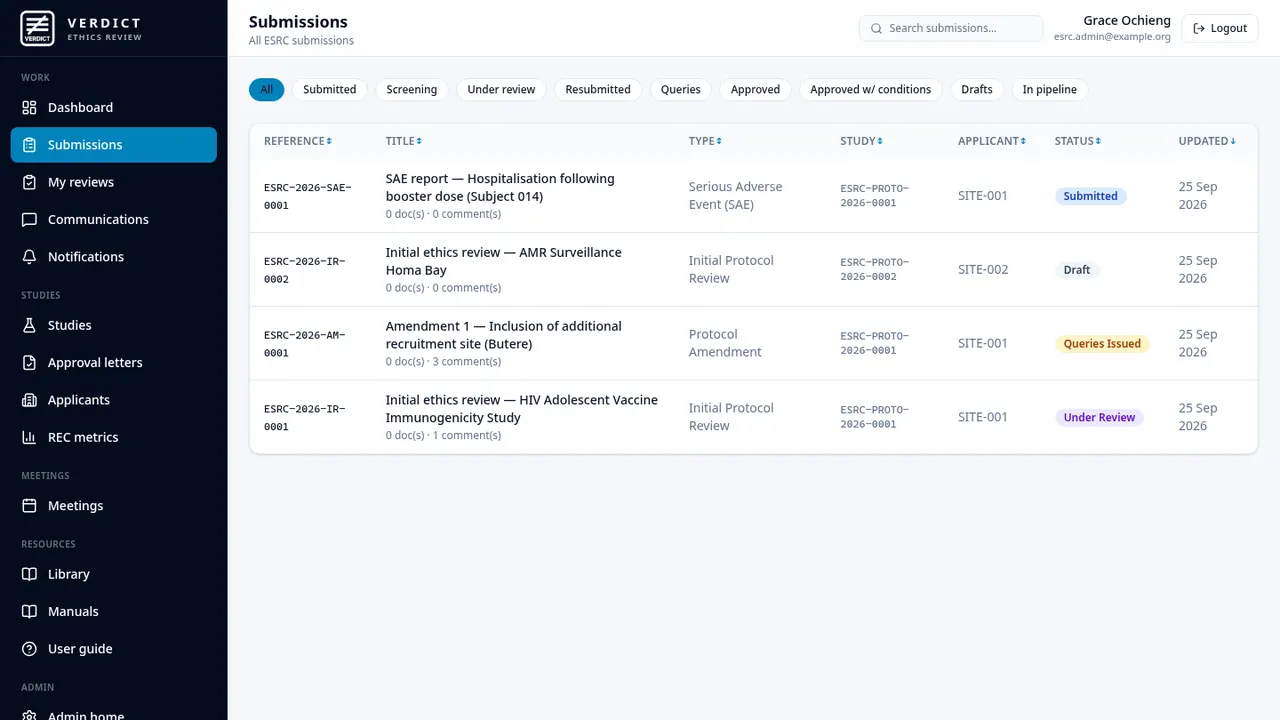 VERDICT
ETHICS REVIEW
VERDICT
WORK
Dashboard
Submissions
My reviews
Communications
Notifications
STUDIES
Studies
Approval letters
Applicants
REC metrics
MEETINGS
Meetings
RESOURCES
Library
Manuals
User guide
ADMIN
Admin home
Submissions
All ESRC submissions
Search submissions...
Grace Ochieng
esrc.admin@example.org
Logout
All
Submitted
Screening
Under review
Resubmitted
Queries
Approved
Approved w/ conditions
Drafts
In pipeline
REFERENCE TITLE TYPE STUDY APPLICANT STATUS UPDATED
ESRC-2026-SAE-
0001
SAE report — Hospitalisation following
booster dose (Subject 014)
0 doc(s) · 0 comment(s)
Serious Adverse
Event (SAE)
ESRC-PROTO-
2026-0001
SITE-001
Submitted
25 Sep
2026
ESRC-2026-IR-
0002
Initial ethics review — AMR Surveillance
Homa Bay
0 doc(s) · 0 comment(s)
Initial Protocol
Review
ESRC-PROTO-
2026-0002
SITE-002
Draft
25 Sep
2026
ESRC-2026-AM-
0001
Amendment 1 — Inclusion of additional
recruitment site (Butere)
0 doc(s) · 3 comment(s)
Protocol
Amendment
ESRC-PROTO-
2026-0001
SITE-001
Queries Issued
25 Sep
2026
ESRC-2026-IR-
0001
Initial ethics review — HIV Adolescent Vaccine
Immunogenicity Study
0 doc(s) · 1 comment(s)
Initial Protocol
Review
ESRC-PROTO-
2026-0001
SITE-001
Under Review
25 Sep
2026